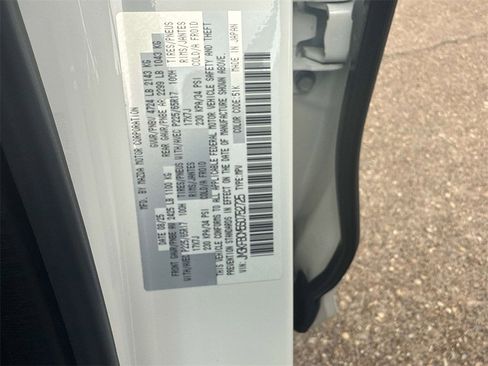 MFD. BY MAZDA MOTOR CORPORATION
DATE 08/25 GVWR/PNBV: 4724 LB 2143 KG
FRONT GAWR/PNBE AV 2425 LB 1100 KG REAR GAWR/PNBE AR: 2299 LB 1043 KG
WITH/AVEC P225/65R17 100H TIRES/PNEUS WITH/AVEC P225/65R17 100H TIRES/PNEUS
17X7J RIMS/JANTES 17X7J RIMS/JANTES
230 KPA/34 PSI COLD/A FROID 230 KPA/34 PSI COLD/A FROID
THIS VEHICLE CONFORMS TO ALL APPLICABLE FEDERAL MOTOR VEHICLE SAFETY AND THEFT
PREVENTION STANDARDS IN EFFECT ON THE DATE OF MANUFACTURE SHOWN ABOVE.
VIN: TYPE: MPV COLOR CODE: 51K MADE IN JAPAN